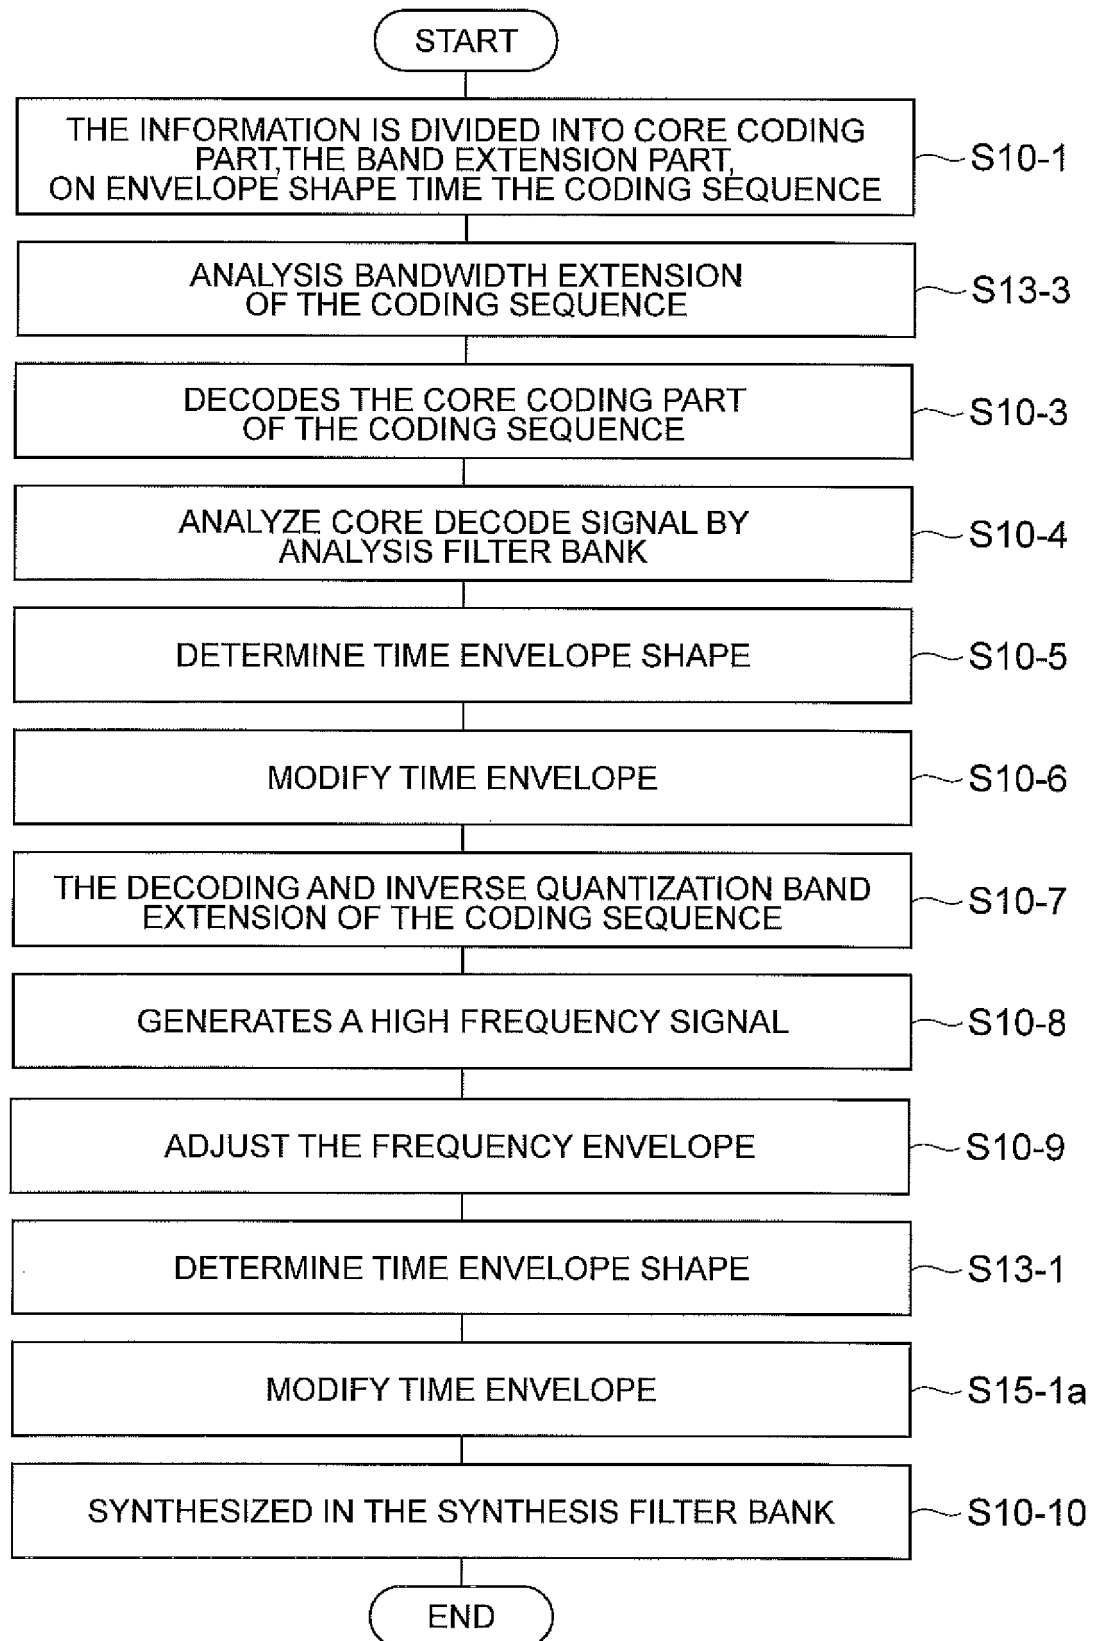 START
THE INFORMATION IS DIVIDED INTO CORE CODING
PART,THE BAND EXTENSION PART,
ON ENVELOPE SHAPE TIME THE CODING SEQUENCE
S10-1
ANALYSIS BANDWIDTH EXTENSION
OF THE CODING SEQUENCE
S13-3
DECODES THE CORE CODING PART
OF THE CODING SEQUENCE
S10-3
ANALYZE CORE DECODE SIGNAL BY
ANALYSIS FILTER BANK
S10-4
DETERMINE TIME ENVELOPE SHAPE
S10-5
MODIFY TIME ENVELOPE
S10-6
THE DECODING AND INVERSE QUANTIZATION BAND
EXTENSION OF THE CODING SEQUENCE
S10-7
GENERATES A HIGH FREQUENCY SIGNAL
S10-8
ADJUST THE FREQUENCY ENVELOPE
S10-9
DETERMINE TIME ENVELOPE SHAPE
S13-1
MODIFY TIME ENVELOPE
S15-1a
SYNTHESIZED IN THE SYNTHESIS FILTER BANK
S10-10
END